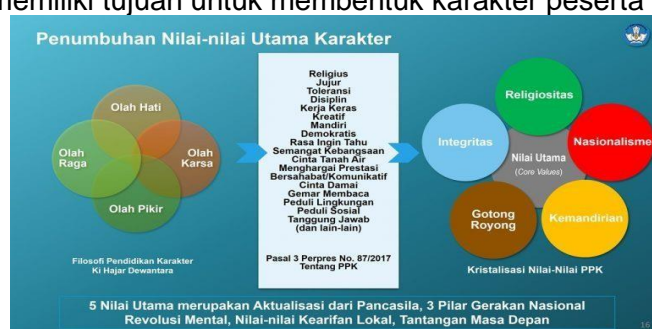 memiliki tujuan untuk membentuk karakter peserta
Penumbuhan Nilai-nilai Utama Karakter
Olah Hati
Olah
Raga
Olah
Karsa
Olah Pikir
Filosofi Pendidikan Karakter
Ki Hajar Dewantara
Religius
Jujur
Toleransi
Disiplin
Kerja Keras
Kreatif
Mandiri
Demokratis
Rasa Ingin Tahu
Semangat Kebangsaan
Cinta Tanah Air
Menghargai Prestasi
Bersahabat/Komunikatif
Cinta Damai
Gemar Membaca
Peduli Lingkungan
Peduli Sosial
Tanggung Jawab
(dan lain-lain)
Pasal 3 Perpres No. 87/2017
Tentang PPK
Religiositas
Integritas
Nasionalisme
Nilai Utama
(Core Values)
Gotong
Royong
Kemandirian
Kristalisasi Nilai-Nilai PPK
5 Nilai Utama merupakan Aktualisasi dari Pancasila, 3 Pilar Gerakan Nasional
Revolusi Mental, Nilai-nilai Kearifan Lokal, Tantangan Masa Depan
16